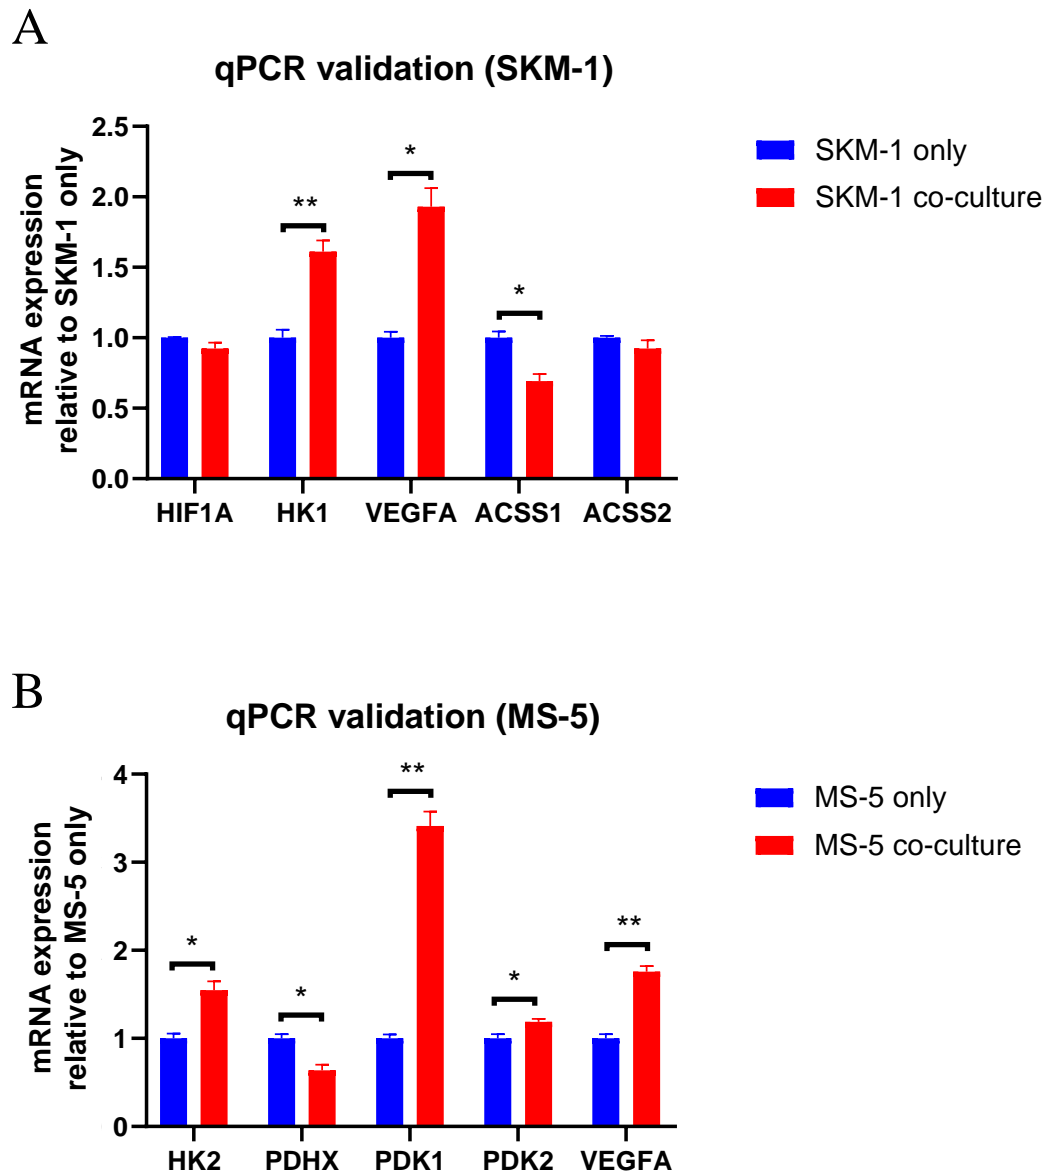 A
qPCR validation (SKM-1)
mRNA expression
relative to SKM-1 only
2.5
2.0
1.5
1.0
0.5
0.0
*
**
*
HIF1A HK1 VEGFA ACSS1 ACSS2
SKM-1 only
SKM-1 co-culture
B
qPCR validation (MS-5)
mRNA expression
relative to MS-5 only
4
3
2
1
0
**
**
*
*
*
HK2 PDHX PDK1 PDK2 VEGFA
MS-5 only
MS-5 co-culture